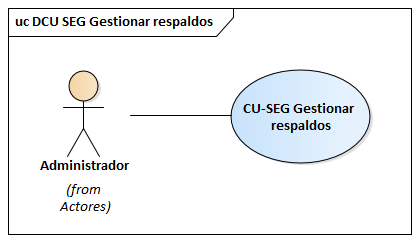 uc DCU SEG Gestionar respaldos
CU-SEG Gestionar
respaldos
Administrador
(from
Actores)